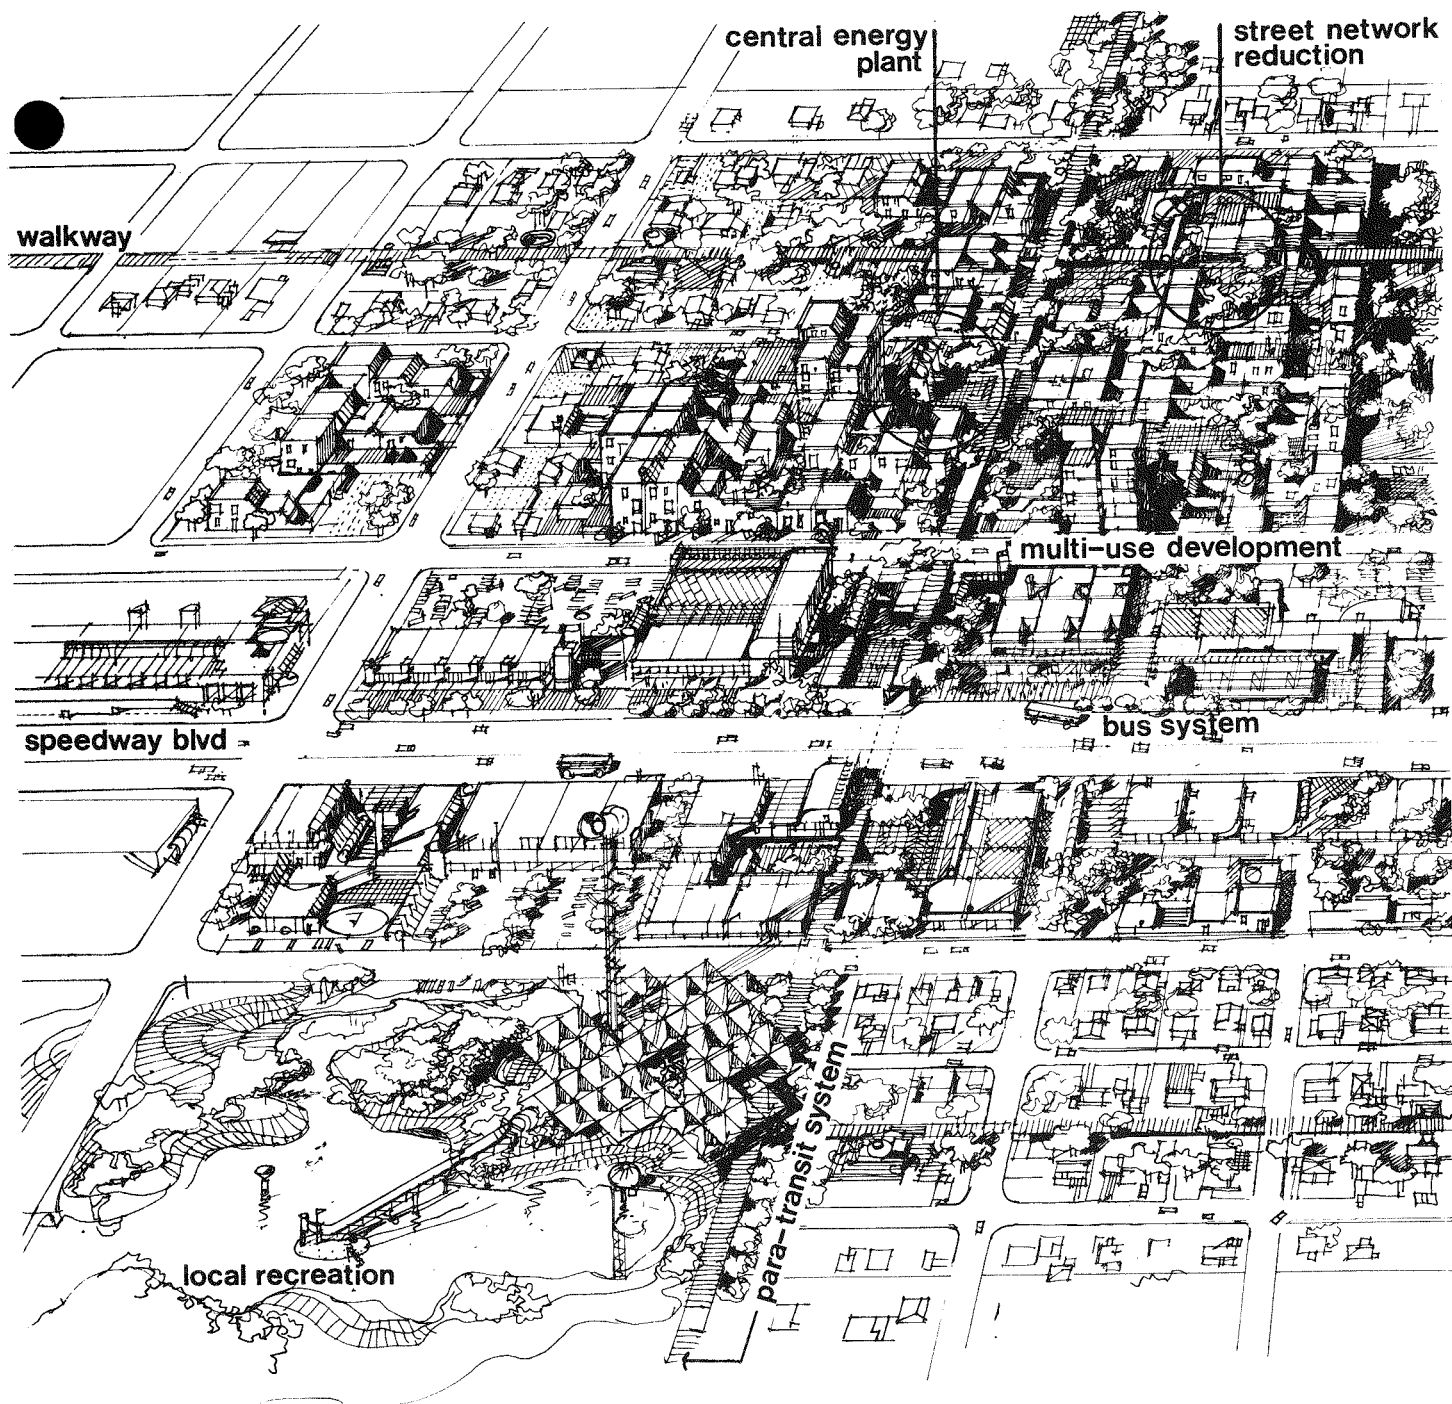 central energy
plant
street network
reduction
walkway
multi-use development
speedway blvd
bus system
para-transit system
local recreation